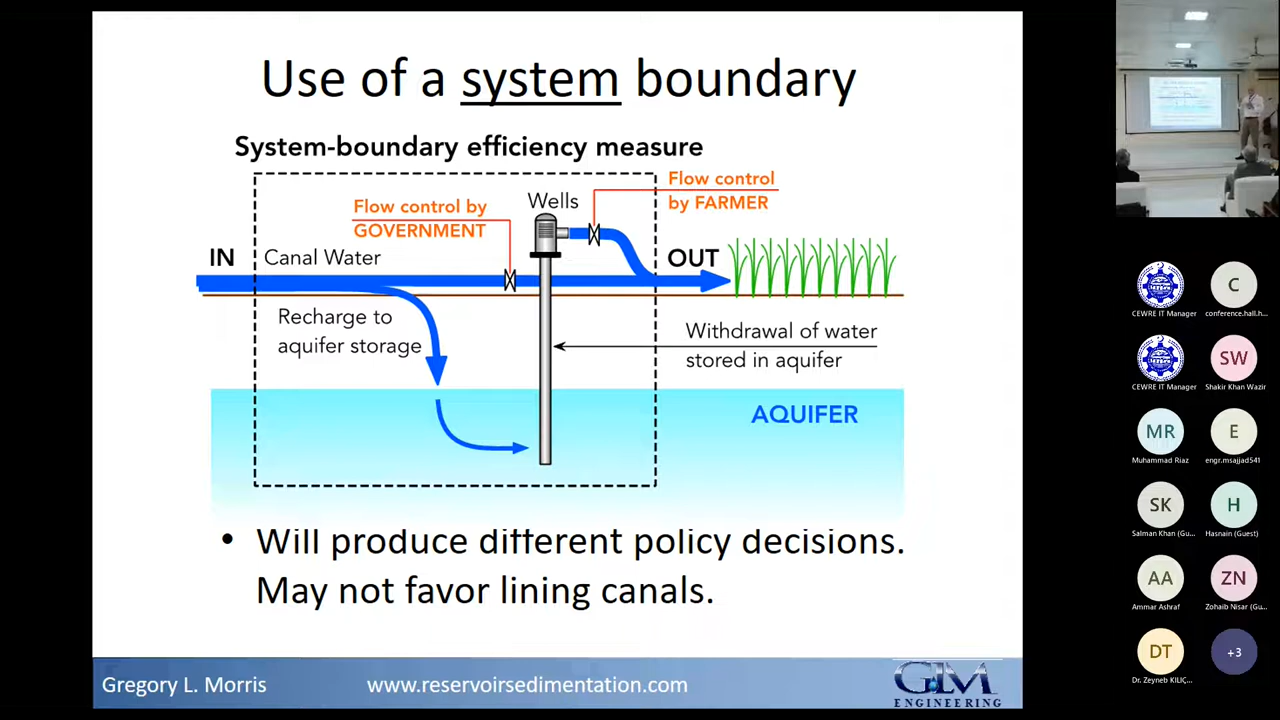 Use of a system boundary
System-boundary efficiency measure
Flow control
by FARMER
Wells
Flow control by
GOVERNMENT
IN
Canal Water
OUT
Recharge to
aquifer storage
Withdrawal of water
stored in aquifer
AQUIFER
• Will produce different policy decisions.
May not favor lining canals.
Gregory L. Morris
www.reservoirsedimentation.com
GLM
ENGINEERING
CEWRE IT Manager
C
conference.hall.h...
CEWRE IT Manager
SW
Shakir Khan Wazir
MR
Muhammad Riaz
E
engr.msajjad541
SK
Salman Khan (Gu...
H
Hasnain (Guest)
AA
Ammar Ashraf
ZN
Zohaib Nisar (Gu...
DT
Dr. Zeyneb KILIÇ...
+3